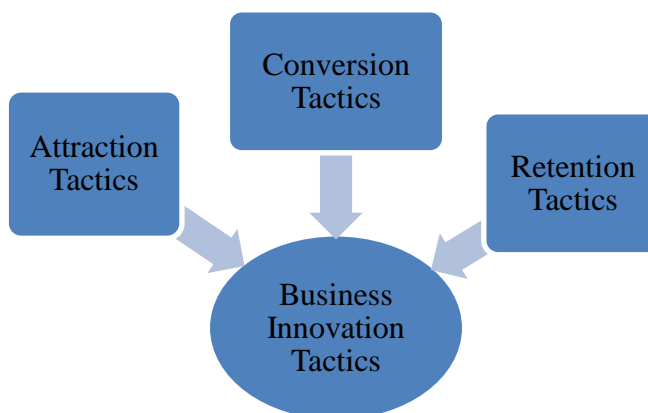 Conversion
Tactics
Attraction
Tactics
Retention
Tactics
Business
Innovation
Tactics